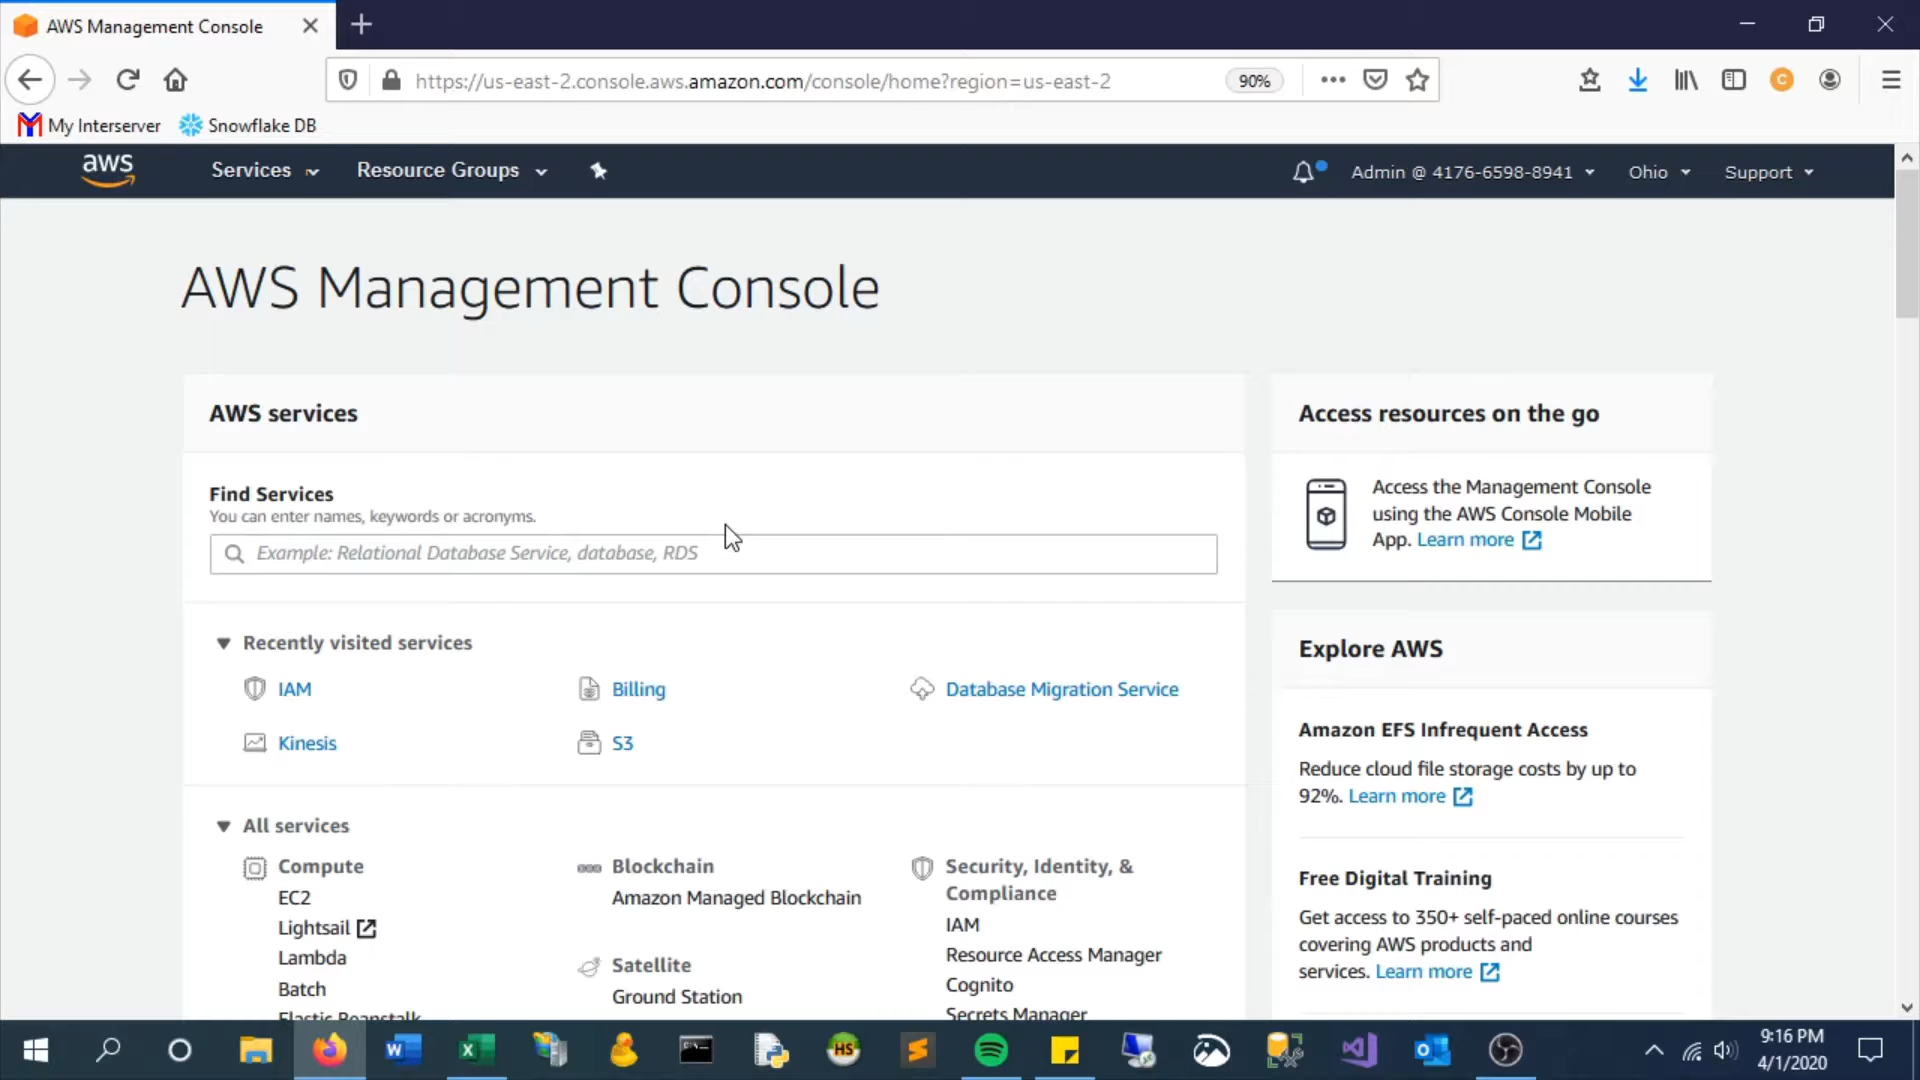 AWS Management Console
https://us-east-2.console.aws.amazon.com/console/home?region=us-east-2
90%
C
My Interserver
Snowflake DB
aws
Services
Resource Groups
Admin @ 4176-6598-8941
Ohio
Support
AWS Management Console
AWS services
Find Services
You can enter names, keywords or acronyms.
Example: Relational Database Service, database, RDS
Recently visited services
IAM
Billing
Database Migration Service
Kinesis
S3
All services
Compute
EC2
Lightsail
Lambda
Batch
Elastic Beanstalk
Blockchain
Amazon Managed Blockchain
Satellite
Ground Station
Security, Identity, &
Compliance
IAM
Resource Access Manager
Cognito
Secrets Manager
Access resources on the go
Access the Management Console
using the AWS Console Mobile
App. Learn more
Explore AWS
Amazon EFS Infrequent Access
Reduce cloud file storage costs by up to
92%. Learn more
Free Digital Training
Get access to 350+ self-paced online courses
covering AWS products and
services. Learn more
W
X
HS
S
9:16 PM
4/1/2020